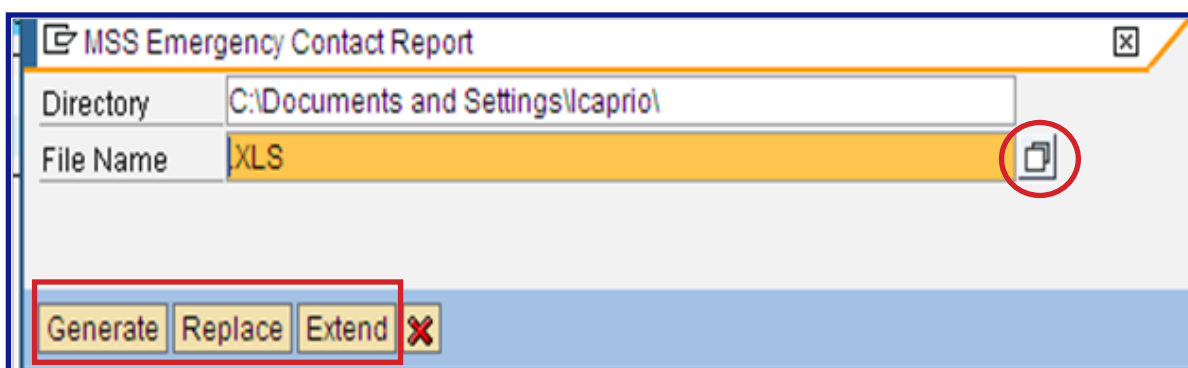 MSS Emergency Contact Report
Directory C:\Documents and Settings\lcaprio\
File Name .XLS
Generate Replace Extend